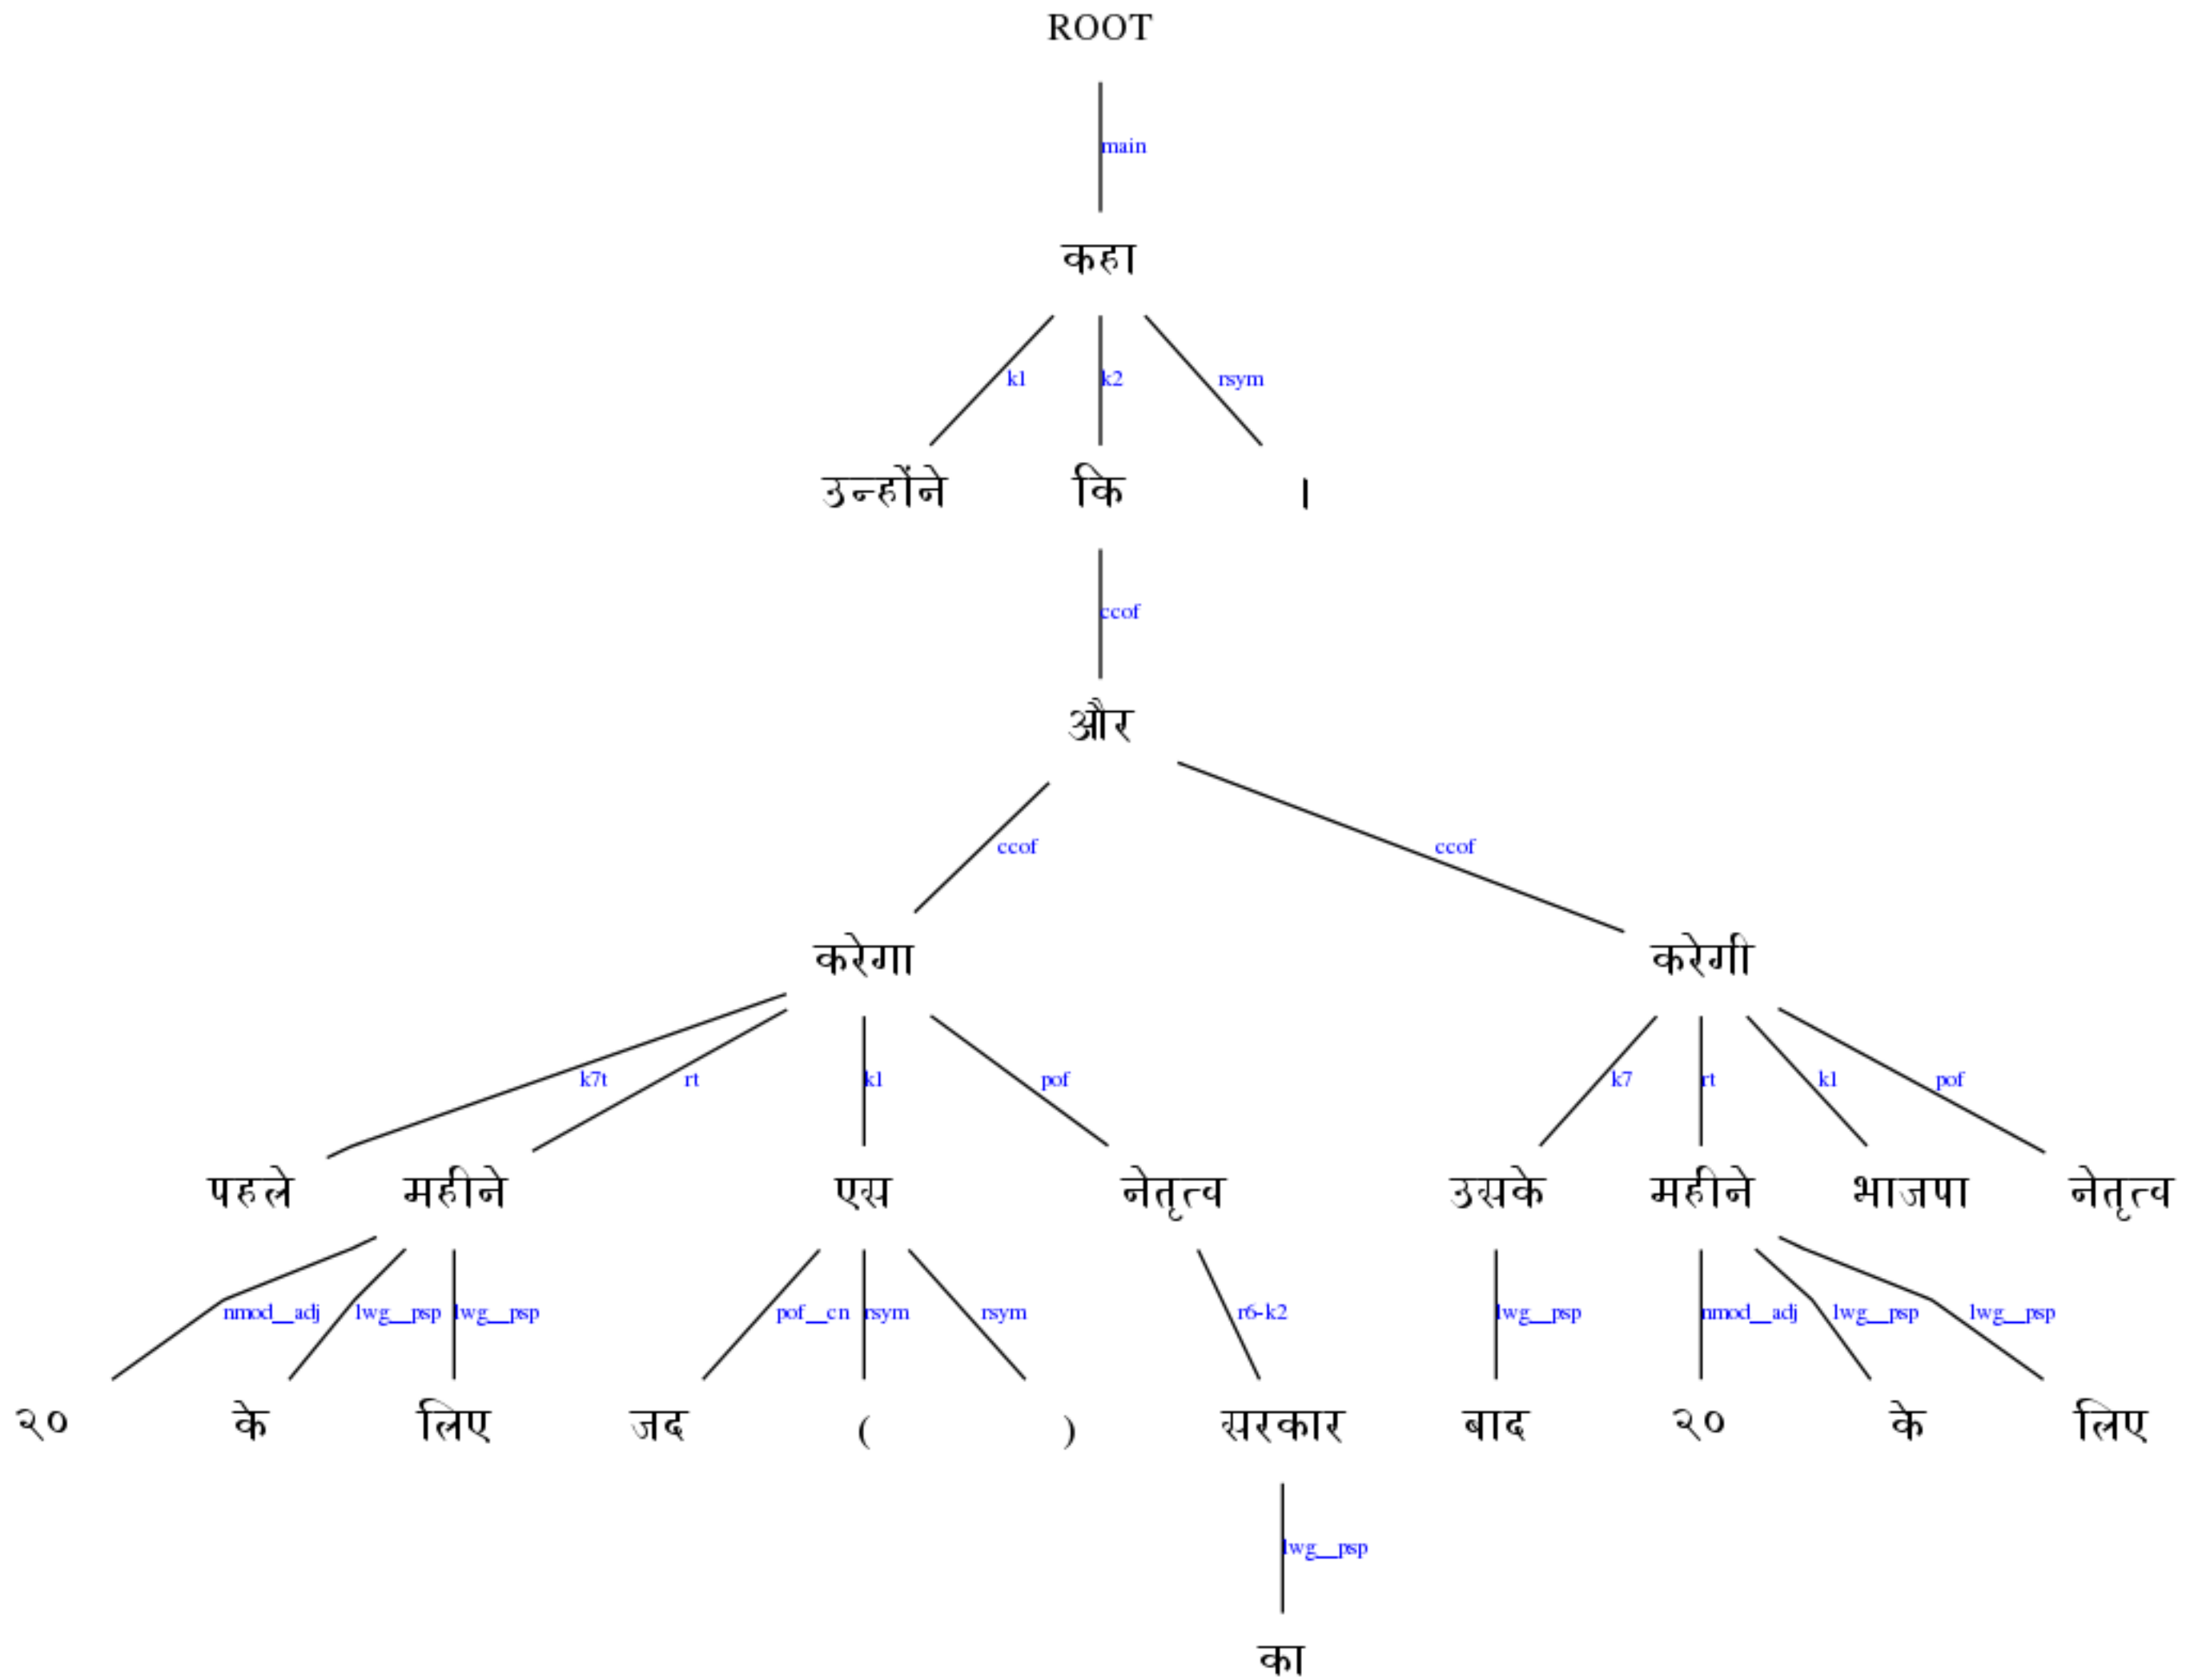 ROOT
main
कहा
k1 k2 rsym
उन्होंने कि ।
ccof
और
ccof ccof
करेगा करेगी
k7t rt k1 pof k7 rt k1 pof
पहले महीने एस नेतृत्व उसके महीने भाजपा नेतृत्व
nmod__adj lwg__psp lwg__psp pof__cn rsym rsym r6-k2 lwg__psp nmod__adj lwg__psp lwg__psp
२० के लिए जद ( ) सरकार बाद २० के लिए
lwg__psp
का